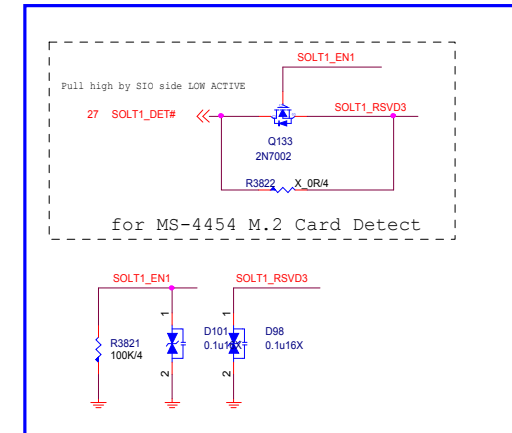 SOLT1_EN1
Pull high by SIO side LOW ACTIVE
27 SOLT1_DET#
SOLT1_RSVD3
Q133
2N7002
R3822 X_0R/4
for MS-4454 M.2 Card Detect
SOLT1_EN1 SOLT1_RSVD3
1 1
R3821 D101 D98
100K/4 0.1u16X 0.1u16X
2 2